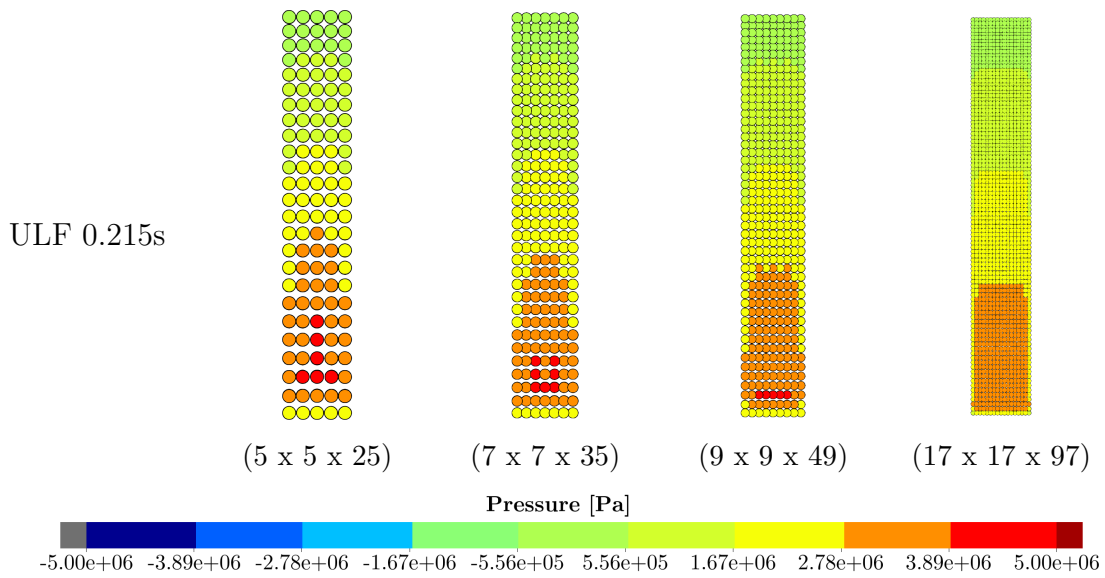 ULF 0.215s
(5 x 5 x 25) (7 x 7 x 35) (9 x 9 x 49) (17 x 17 x 97)
Pressure [Pa]
-5.00e+06 -3.89e+06 -2.78e+06 -1.67e+06 -5.56e+05 5.56e+05 1.67e+06 2.78e+06 3.89e+06 5.00e+06